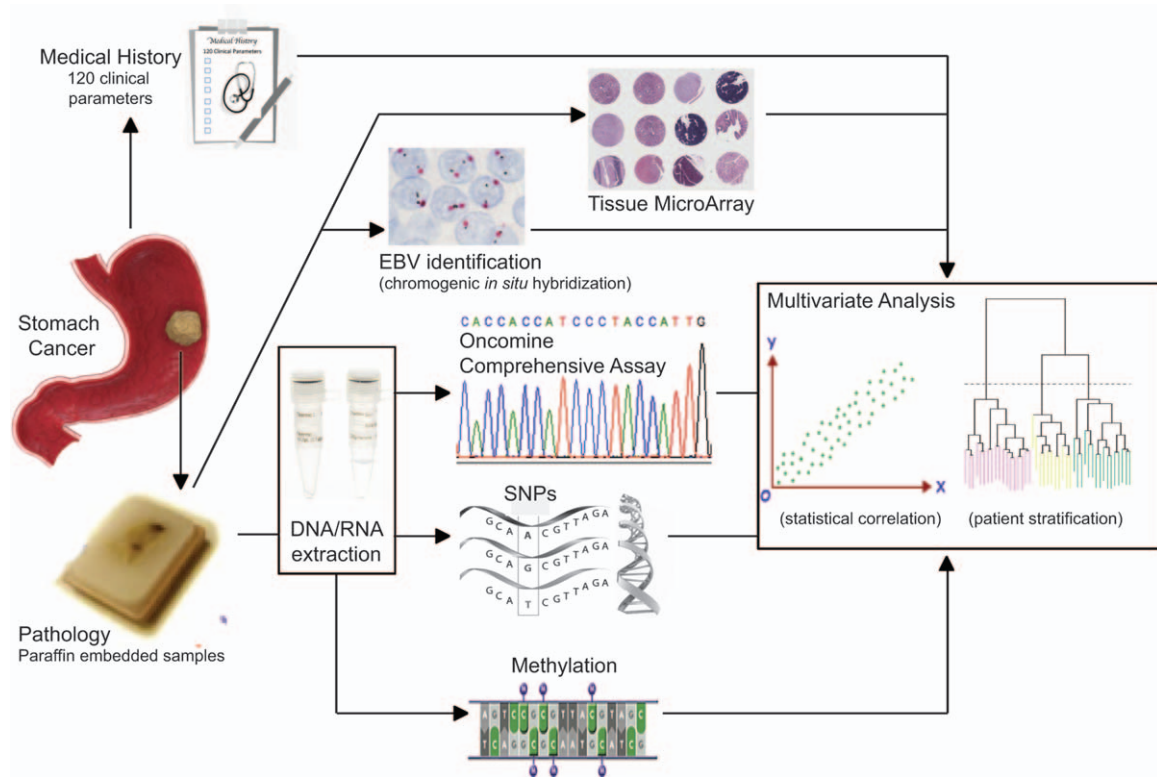 Medical History
120 clinical
parameters
Medical History
120 Clinical Parameters
Tissue MicroArray
EBV identification
(chromogenic in situ hybridization)
Stomach
Cancer
CACCACCATCCCTACCATTG
Oncomine
Comprehensive Assay
DNA/RNA
extraction
SNPs
GCAACGTTAGA
GCAGCGTTAGA
GCATCGTTAGA
Pathology
Paraffin embedded samples
Methylation
AGTCCGCGTTACGTAGC
TCAGGCGCAATGCATCG
Multivariate Analysis
Y
O
X
(statistical correlation)
(patient stratification)